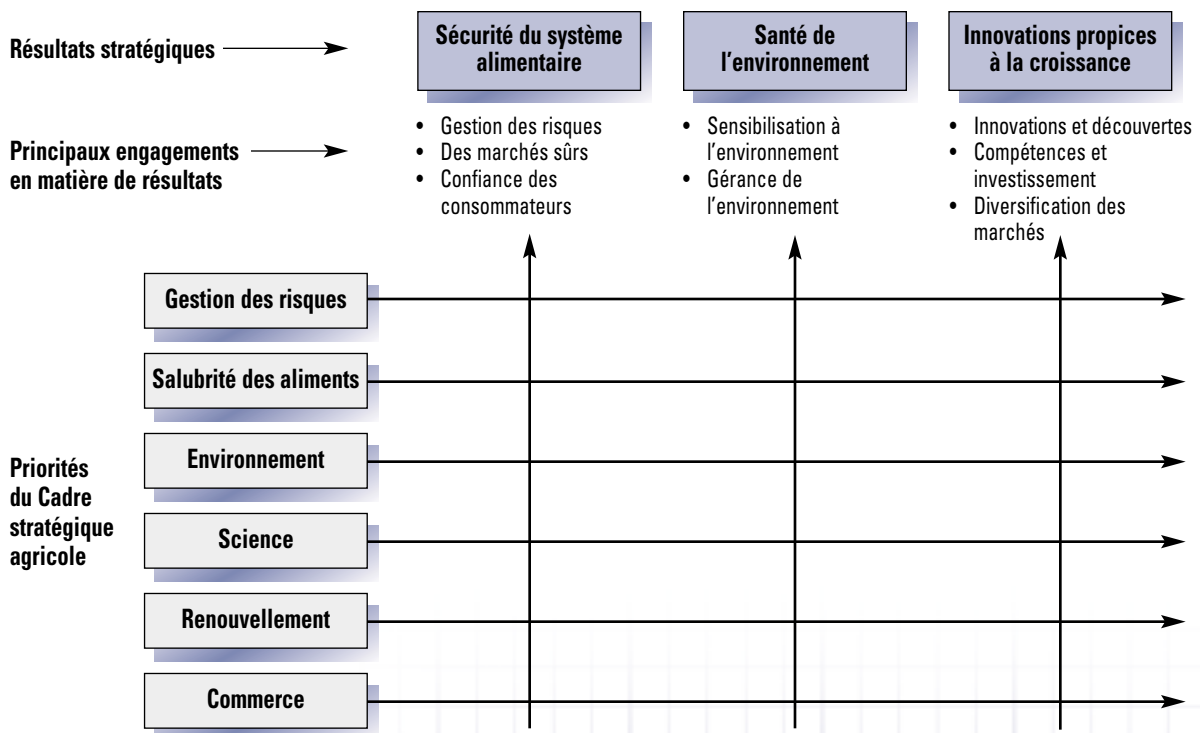 Résultats stratégiques
Sécurité du système
alimentaire
Santé de
l'environnement
Innovations propices
à la croissance
Principaux engagements
en matière de résultats
• Gestion des risques
• Des marchés sûrs
• Confiance des
consommateurs
• Sensibilisation à
l'environnement
• Gérance de
l'environnement
• Innovations et découvertes
• Compétences et
investissement
• Diversification des
marchés
Priorités
du Cadre
stratégique
agricole
Gestion des risques
Salubrité des aliments
Environnement
Science
Renouvellement
Commerce